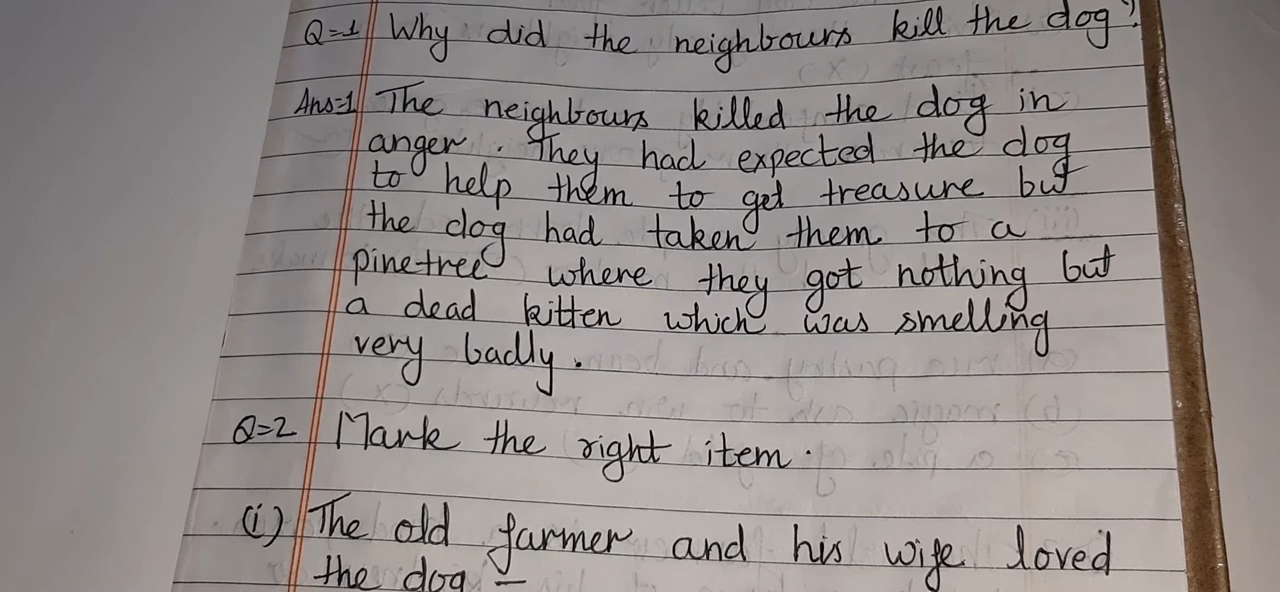 Q=1 Why did the neighbours kill the dog?
Ans=1 The neighbours killed the dog in
anger. They had expected the dog
to help them to get treasure but
the dog had taken them to a
pinetree where they got nothing but
a dead kitten which was smelling
very badly.
Q=2 Mark the right item.
(i) The old farmer and his wife loved
the dog –